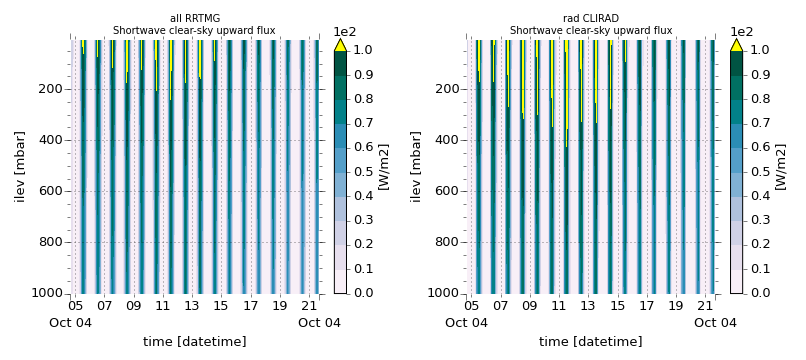 all RRTMG
Shortwave clear-sky upward flux
1e2
1.0
0.9
0.8
0.7
0.6
0.5
0.4
0.3
0.2
0.1
0.0
[W/m2]
200
400
600
800
1000
ilev [mbar]
05 07 09 11 13 15 17 19 21
Oct 04 Oct 04
time [datetime]
rad CLIRAD
Shortwave clear-sky upward flux
1e2
1.0
0.9
0.8
0.7
0.6
0.5
0.4
0.3
0.2
0.1
0.0
[W/m2]
200
400
600
800
1000
ilev [mbar]
05 07 09 11 13 15 17 19 21
Oct 04 Oct 04
time [datetime]